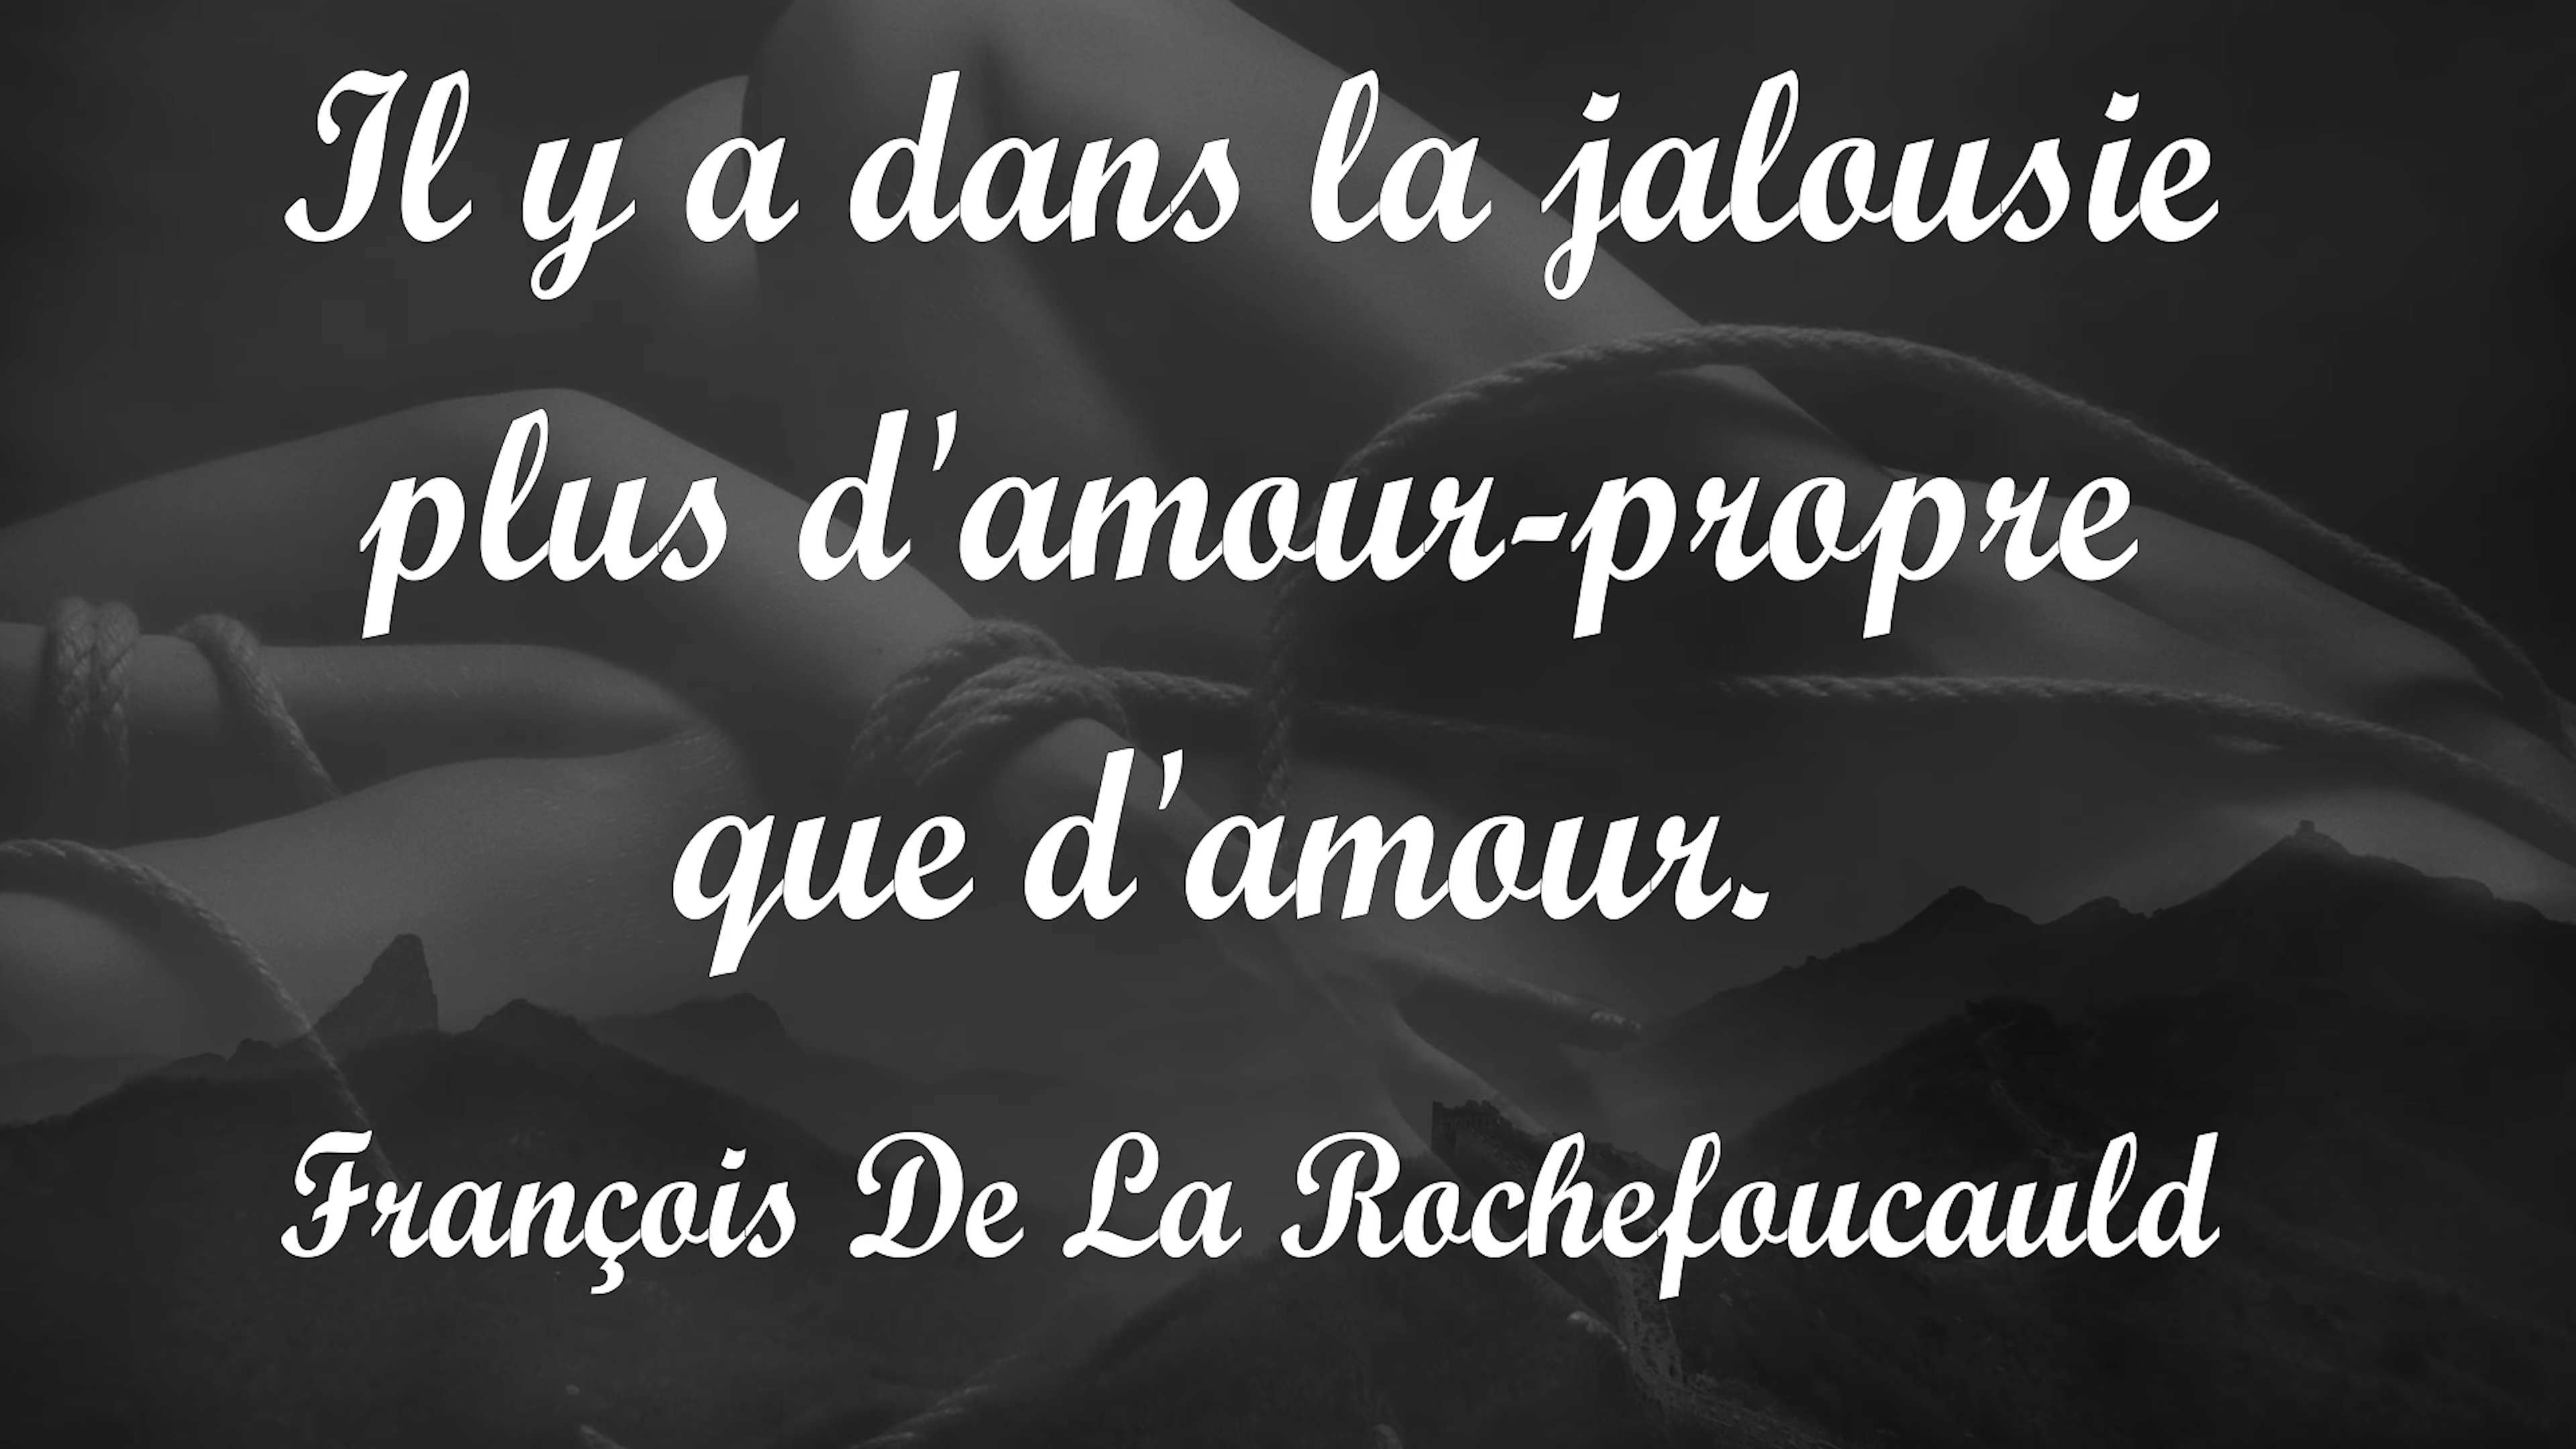 Il y a dans la jalousie
plus d'amour-propre
que d'amour.
François De La Rochefoucauld